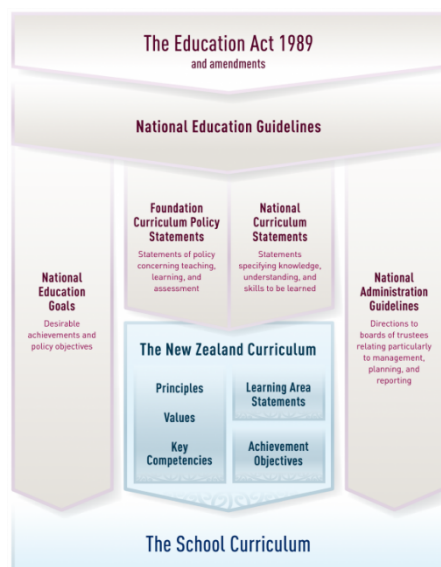 The Education Act 1989
and amendments
National Education Guidelines
National
Education
Goals
Desirable
achievements and
policy objectives
Foundation
Curriculum Policy
Statements
Statements of policy
concerning teaching,
learning, and
assessment
National
Curriculum
Statements
Statements
specifying knowledge,
understanding, and
skills to be learned
National
Administration
Guidelines
Directions to
boards of trustees
relating particularly
to management,
planning, and
reporting
The New Zealand Curriculum
Principles
Values
Key
Competencies
Learning Area
Statements
Achievement
Objectives
The School Curriculum